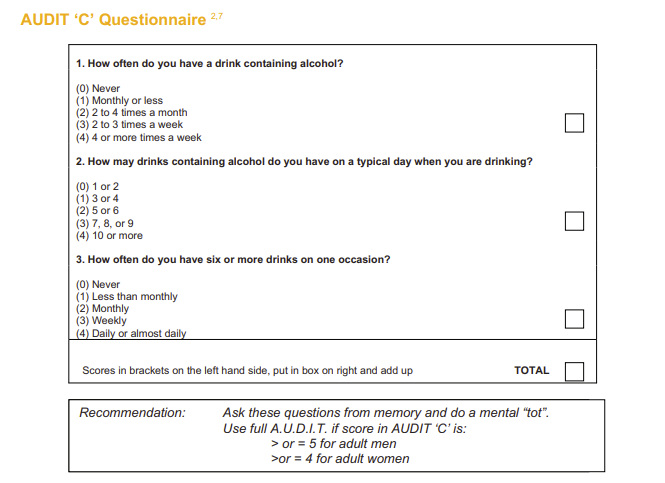 AUDIT ‘C’ Questionnaire 2,7
1. How often do you have a drink containing alcohol?
(0) Never
(1) Monthly or less
(2) 2 to 4 times a month
(3) 2 to 3 times a week
(4) 4 or more times a week
2. How may drinks containing alcohol do you have on a typical day when you are drinking?
(0) 1 or 2
(1) 3 or 4
(2) 5 or 6
(3) 7, 8, or 9
(4) 10 or more
3. How often do you have six or more drinks on one occasion?
(0) Never
(1) Less than monthly
(2) Monthly
(3) Weekly
(4) Daily or almost daily
Scores in brackets on the left hand side, put in box on right and add up TOTAL
Recommendation: Ask these questions from memory and do a mental “tot”.
Use full A.U.D.I.T. if score in AUDIT ‘C’ is:
> or = 5 for adult men
>or = 4 for adult women